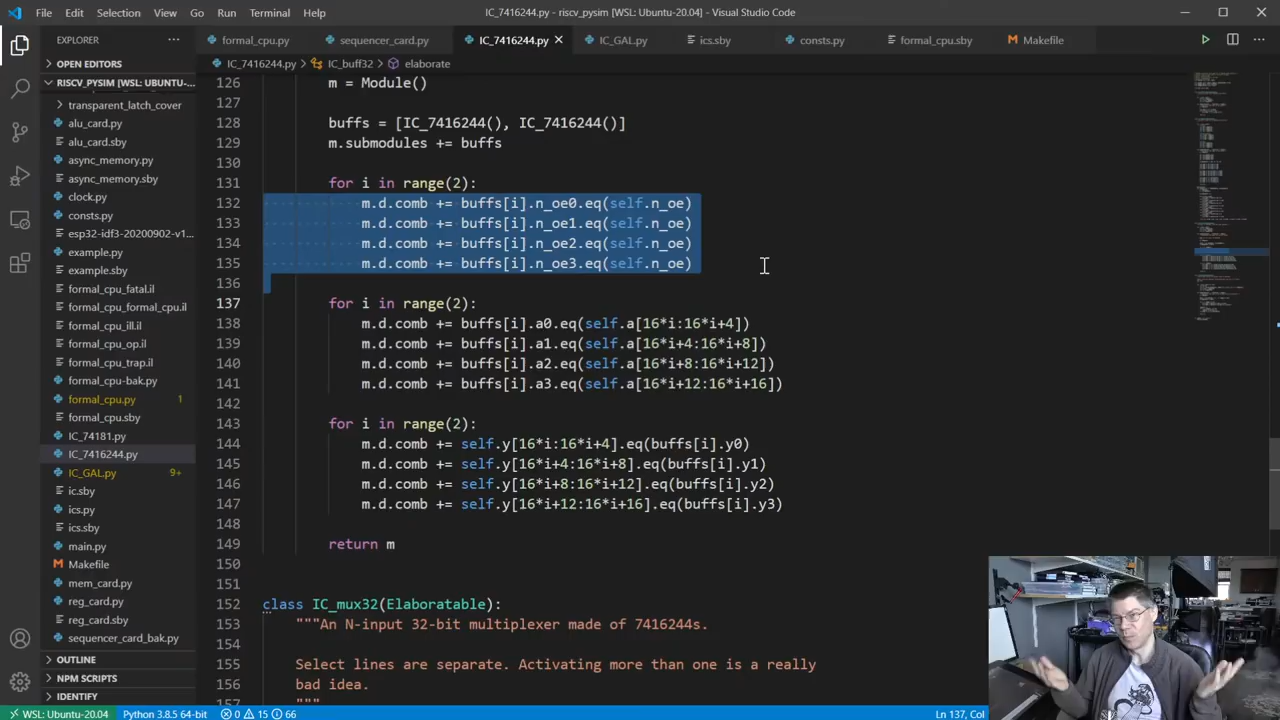 File Edit Selection View Go Run Terminal Help
IC_7416244.py - riscv_pysim [WSL: Ubuntu-20.04] - Visual Studio Code
EXPLORER ···
formal_cpu.py sequencer_card.py IC_7416244.py IC_GAL.py ics.sby consts.py formal_cpu.sby Makefile
OPEN EDITORS
IC_7416244.py > IC_buff32 > elaborate
RISCV_PYSIM [WSL: UBUNTU-...
transparent_latch_cover
alu_card.py
alu_card.sby
async_memory.py
async_memory.sby
clock.py
consts.py
esp32-idf3-20200902-v1...
example.py
example.sby
formal_cpu_fatal.il
formal_cpu_formal_cpu.il
formal_cpu_ill.il
formal_cpu_op.il
formal_cpu_trap.il
formal_cpu-bak.py
formal_cpu.py 1
formal_cpu.sby
IC_74181.py
IC_7416244.py
IC_GAL.py 9+
ic.sby
ics.py
ics.sby
main.py
Makefile
mem_card.py
reg_card.py
reg_card.sby
sequencer_card_bak.py
OUTLINE
NPM SCRIPTS
IDENTITY
126 m = Module()
127
128 buffs = [IC_7416244(), IC_7416244()]
129 m.submodules += buffs
130
131 for i in range(2):
132 m.d.comb += buffs[i].n_oe0.eq(self.n_oe)
133 m.d.comb += buffs[i].n_oe1.eq(self.n_oe)
134 m.d.comb += buffs[i].n_oe2.eq(self.n_oe)
135 m.d.comb += buffs[i].n_oe3.eq(self.n_oe)
136
137 for i in range(2):
138 m.d.comb += buffs[i].a0.eq(self.a[16*i:16*i+4])
139 m.d.comb += buffs[i].a1.eq(self.a[16*i+4:16*i+8])
140 m.d.comb += buffs[i].a2.eq(self.a[16*i+8:16*i+12])
141 m.d.comb += buffs[i].a3.eq(self.a[16*i+12:16*i+16])
142
143 for i in range(2):
144 m.d.comb += self.y[16*i:16*i+4].eq(buffs[i].y0)
145 m.d.comb += self.y[16*i+4:16*i+8].eq(buffs[i].y1)
146 m.d.comb += self.y[16*i+8:16*i+12].eq(buffs[i].y2)
147 m.d.comb += self.y[16*i+12:16*i+16].eq(buffs[i].y3)
148
149 return m
150
151
152 class IC_mux32(Elaboratable):
153 """An N-input 32-bit multiplexer made of 7416244s.
154
155 Select lines are separate. Activating more than one is a really
156 bad idea.
157 """
WSL: Ubuntu-20.04 Python 3.8.5 64-bit 0 15 66 Ln 137, Col